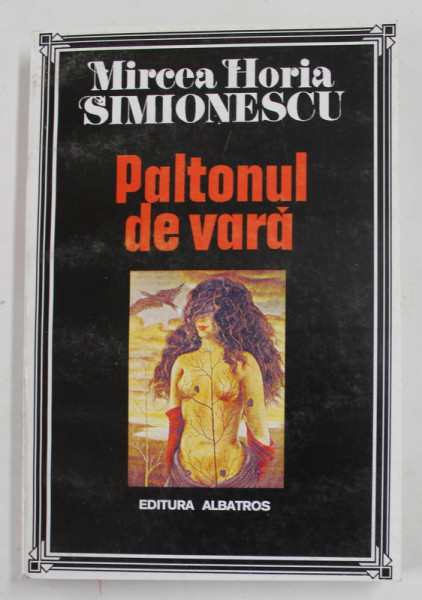 Mircea Horia
SIMIONESCU
Paltonul
de vară
EDITURA ALBATROS